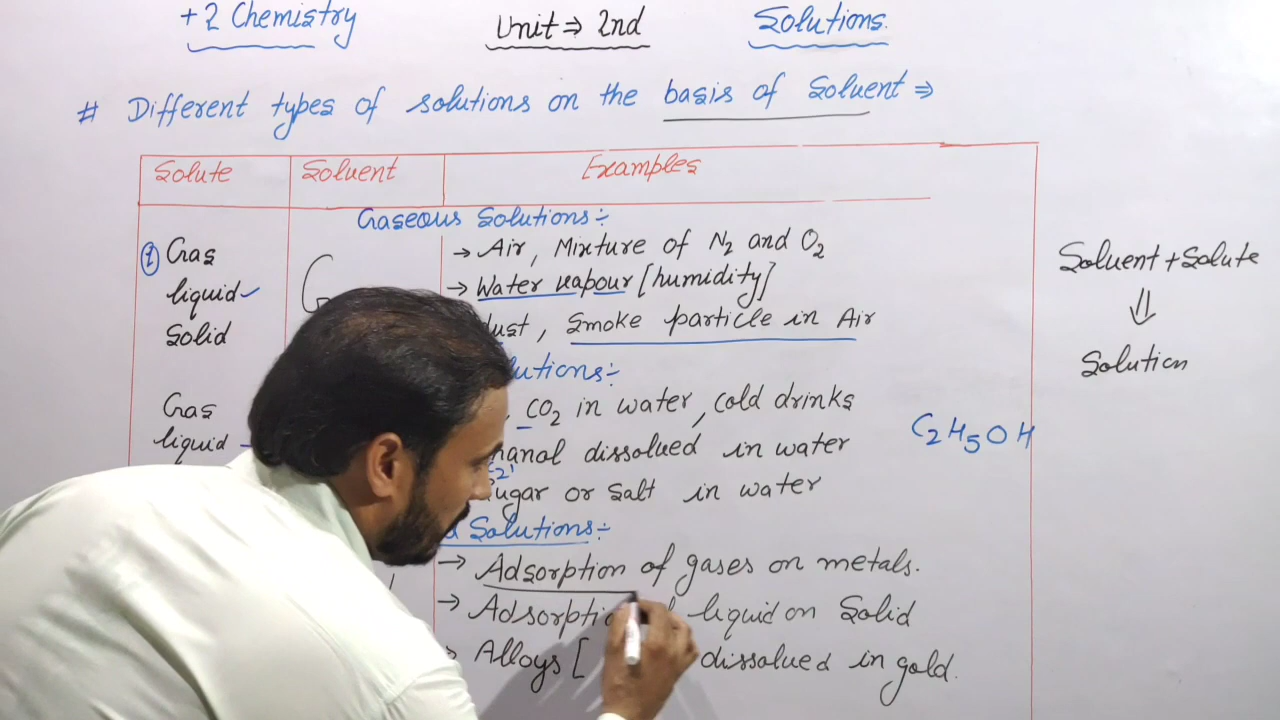 +2 Chemistry Unit ⇒ 2nd Solutions.
# Different types of solutions on the basis of Solvent ⇒
Solute Solvent Examples
Gaseous Solutions:-
① Gas → Air, Mixture of N₂ and O₂
liquid ✓ → Water vapour [humidity]
Solid Dust, Smoke particle in Air
Gas CO₂ in water, cold drinks
liquid dissolved in water
Sugar or Salt in water
Solutions:-
→ Adsorption of gases on metals.
→ liquid on Solid
Alloys [ dissolved in gold.
Solvent + Solute
⇓
Solution
C₂H₅OH